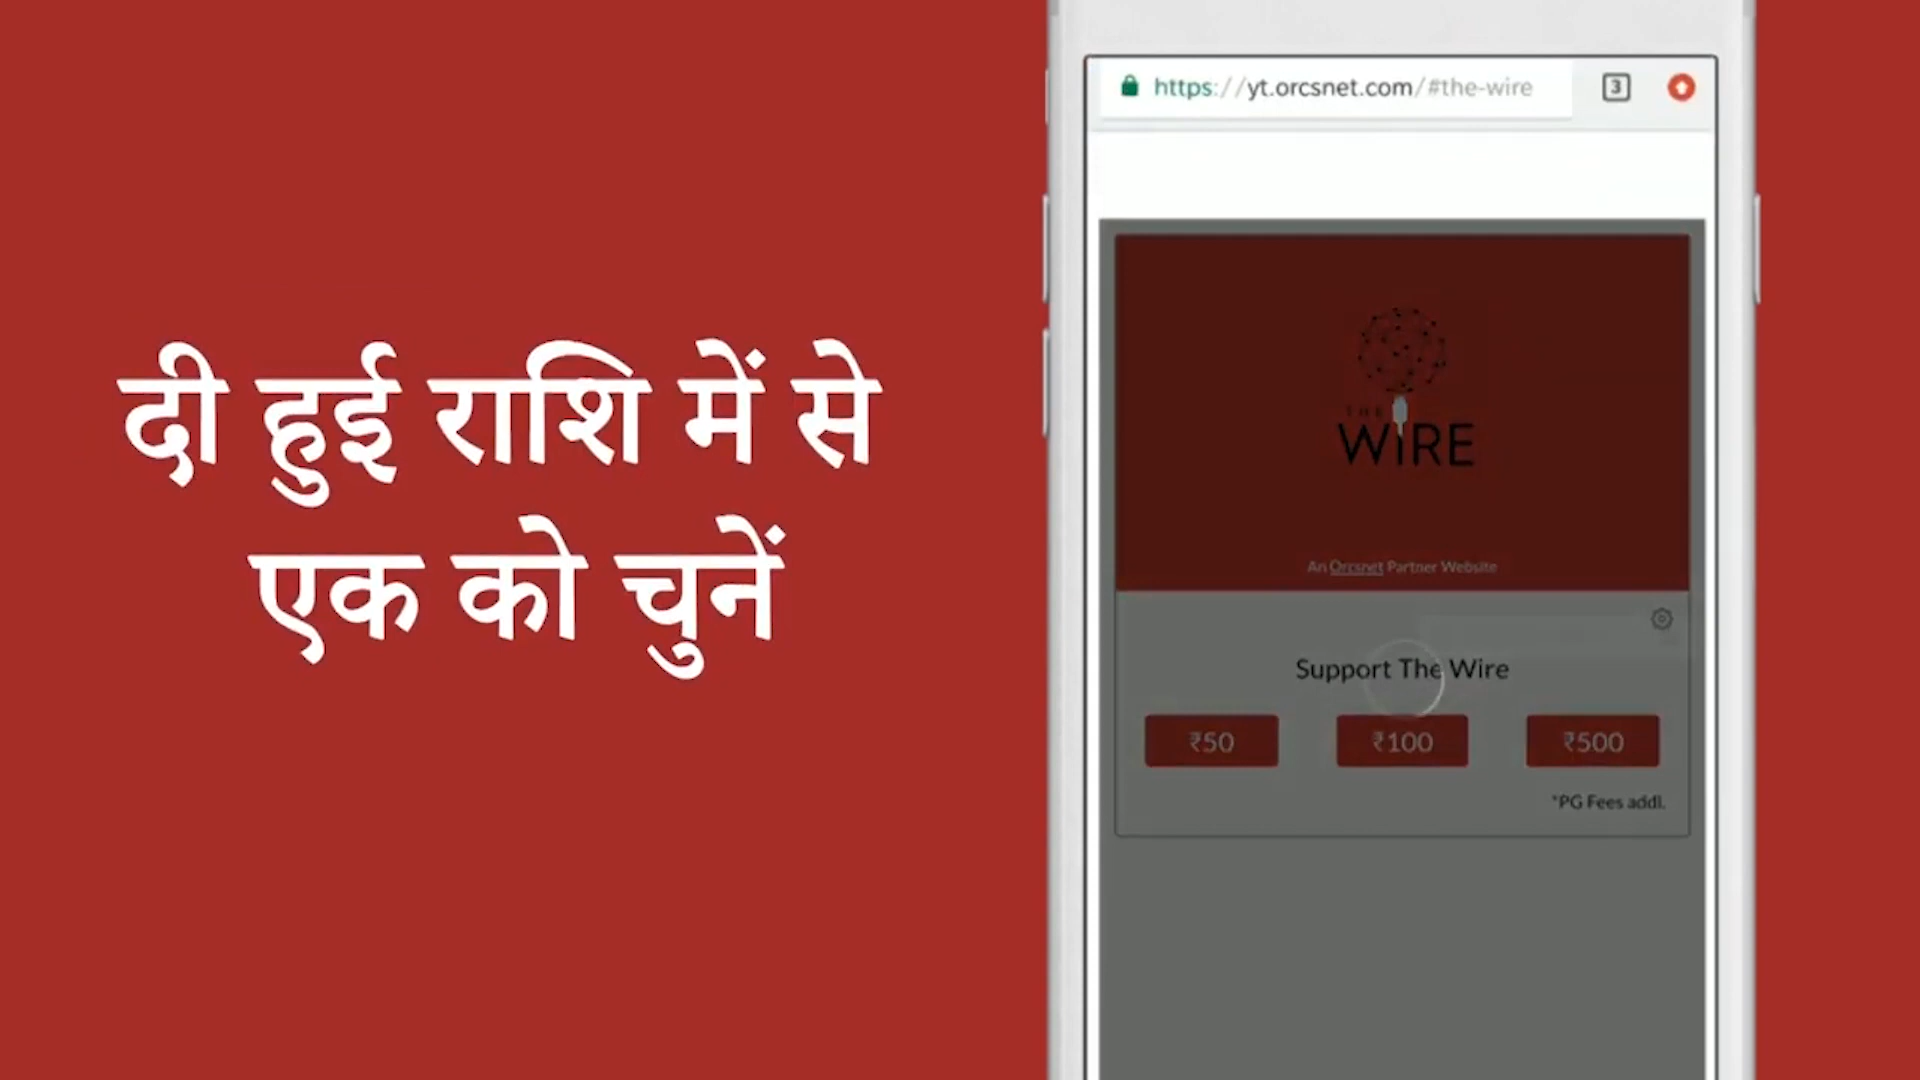 दी हुई राशि में से
एक को चुनें
https://yt.orcsnet.com/#the-wire
3
THE
WIRE
An Orcsnet Partner Website
Support The Wire
₹50 ₹100 ₹500
*PG Fees addl.